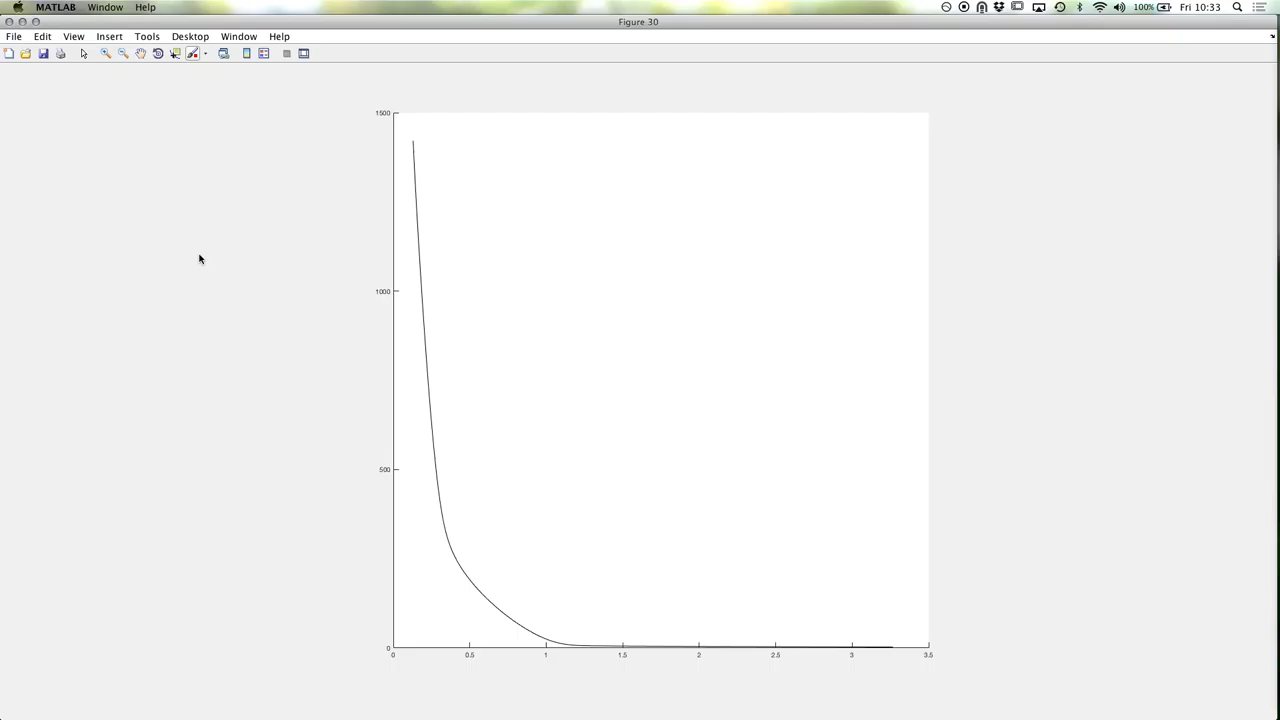 MATLAB Window Help 100% Fri 10:33
Figure 30
File Edit View Insert Tools Desktop Window Help
1500
1000
500
0
0 0.5 1 1.5 2 2.5 3 3.5